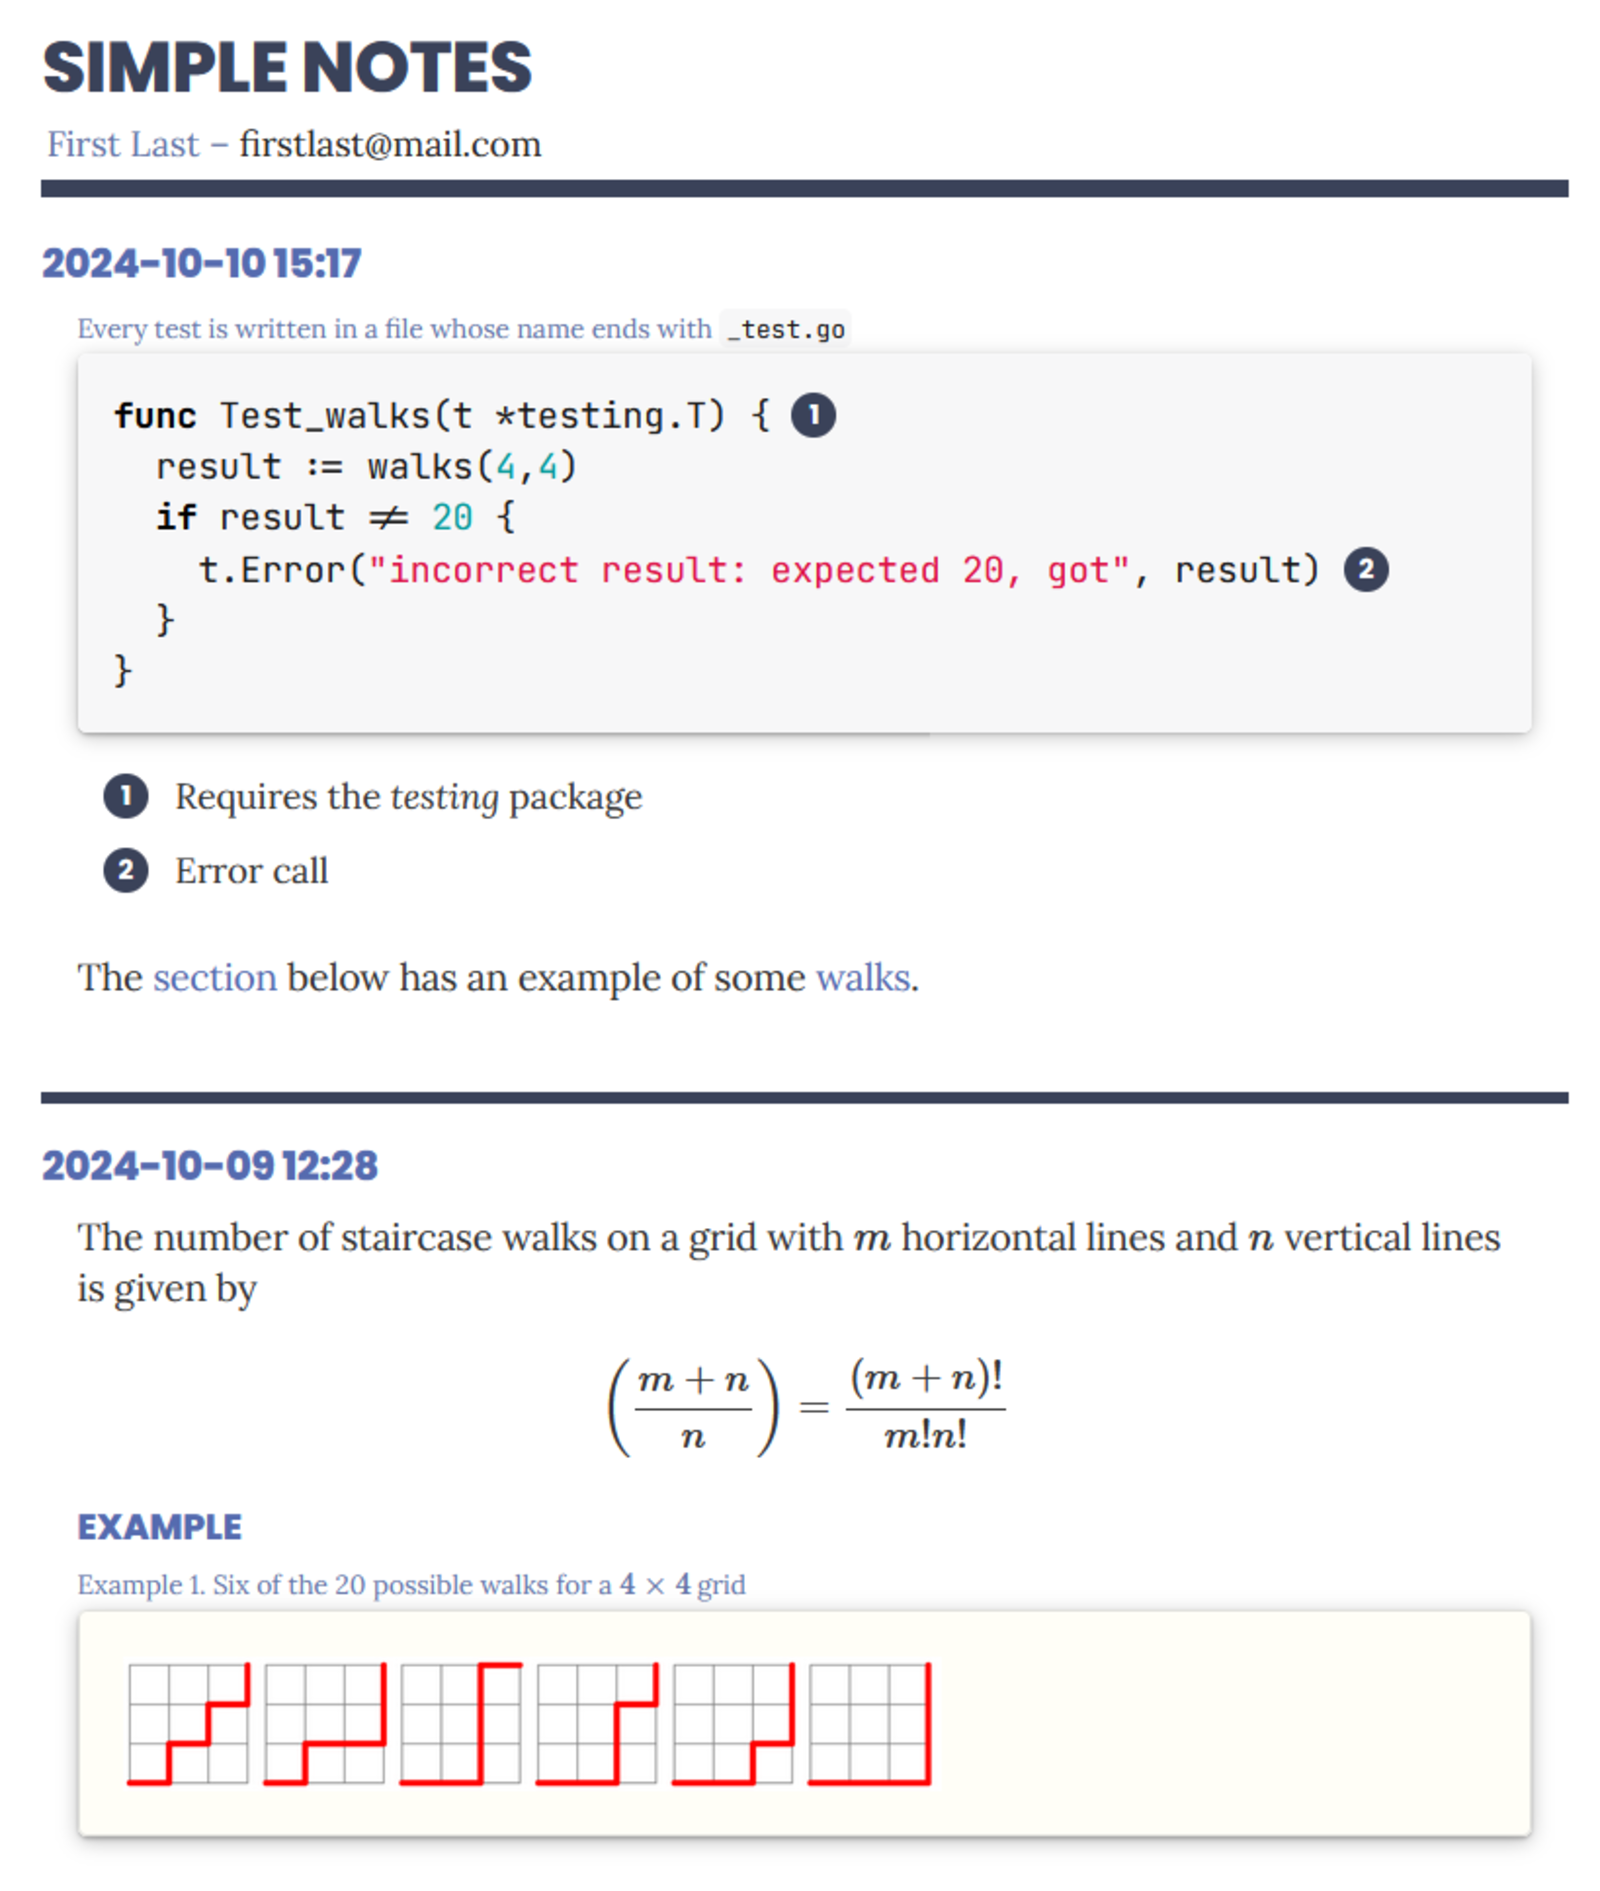 SIMPLE NOTES
First Last – firstlast@mail.com
2024-10-10 15:17
Every test is written in a file whose name ends with _test.go
func Test_walks(t *testing.T) { 1
result := walks(4,4)
if result ≠ 20 {
t.Error("incorrect result: expected 20, got", result) 2
}
}
1 Requires the testing package
2 Error call
The section below has an example of some walks.
2024-10-09 12:28
The number of staircase walks on a grid with m horizontal lines and n vertical lines
is given by
(m + n / n) = (m + n)! / m!n!
EXAMPLE
Example 1. Six of the 20 possible walks for a 4 × 4 grid